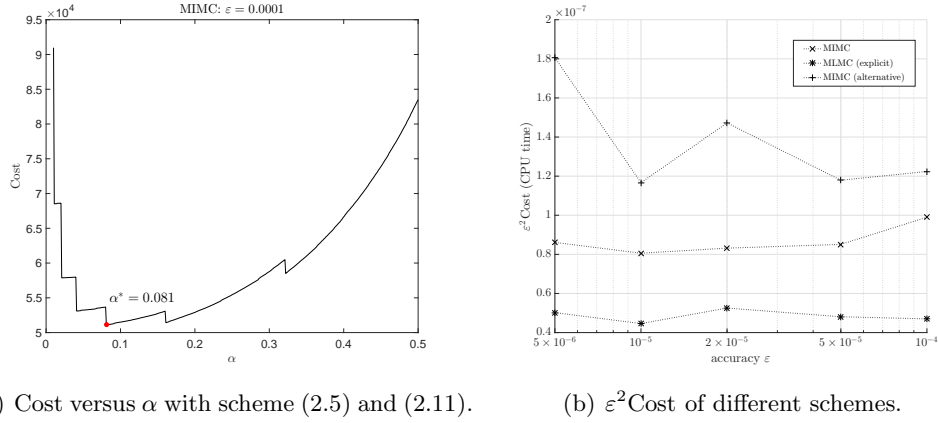 MIMC: ε = 0.0001
×10⁴
9.5
9
8.5
8
7.5
7
6.5
6
5.5
5
Cost
α* = 0.081
0 0.1 0.2 0.3 0.4 0.5
α
) Cost versus α with scheme (2.5) and (2.11).
×10⁻⁷
2
1.8
1.6
1.4
1.2
1
0.8
0.6
0.4
ε²Cost (CPU time)
MIMC
MLMC (explicit)
MIMC (alternative)
5 × 10⁻⁶ 10⁻⁵ 2 × 10⁻⁵ 5 × 10⁻⁵ 10⁻⁴
accuracy ε
(b) ε²Cost of different schemes.